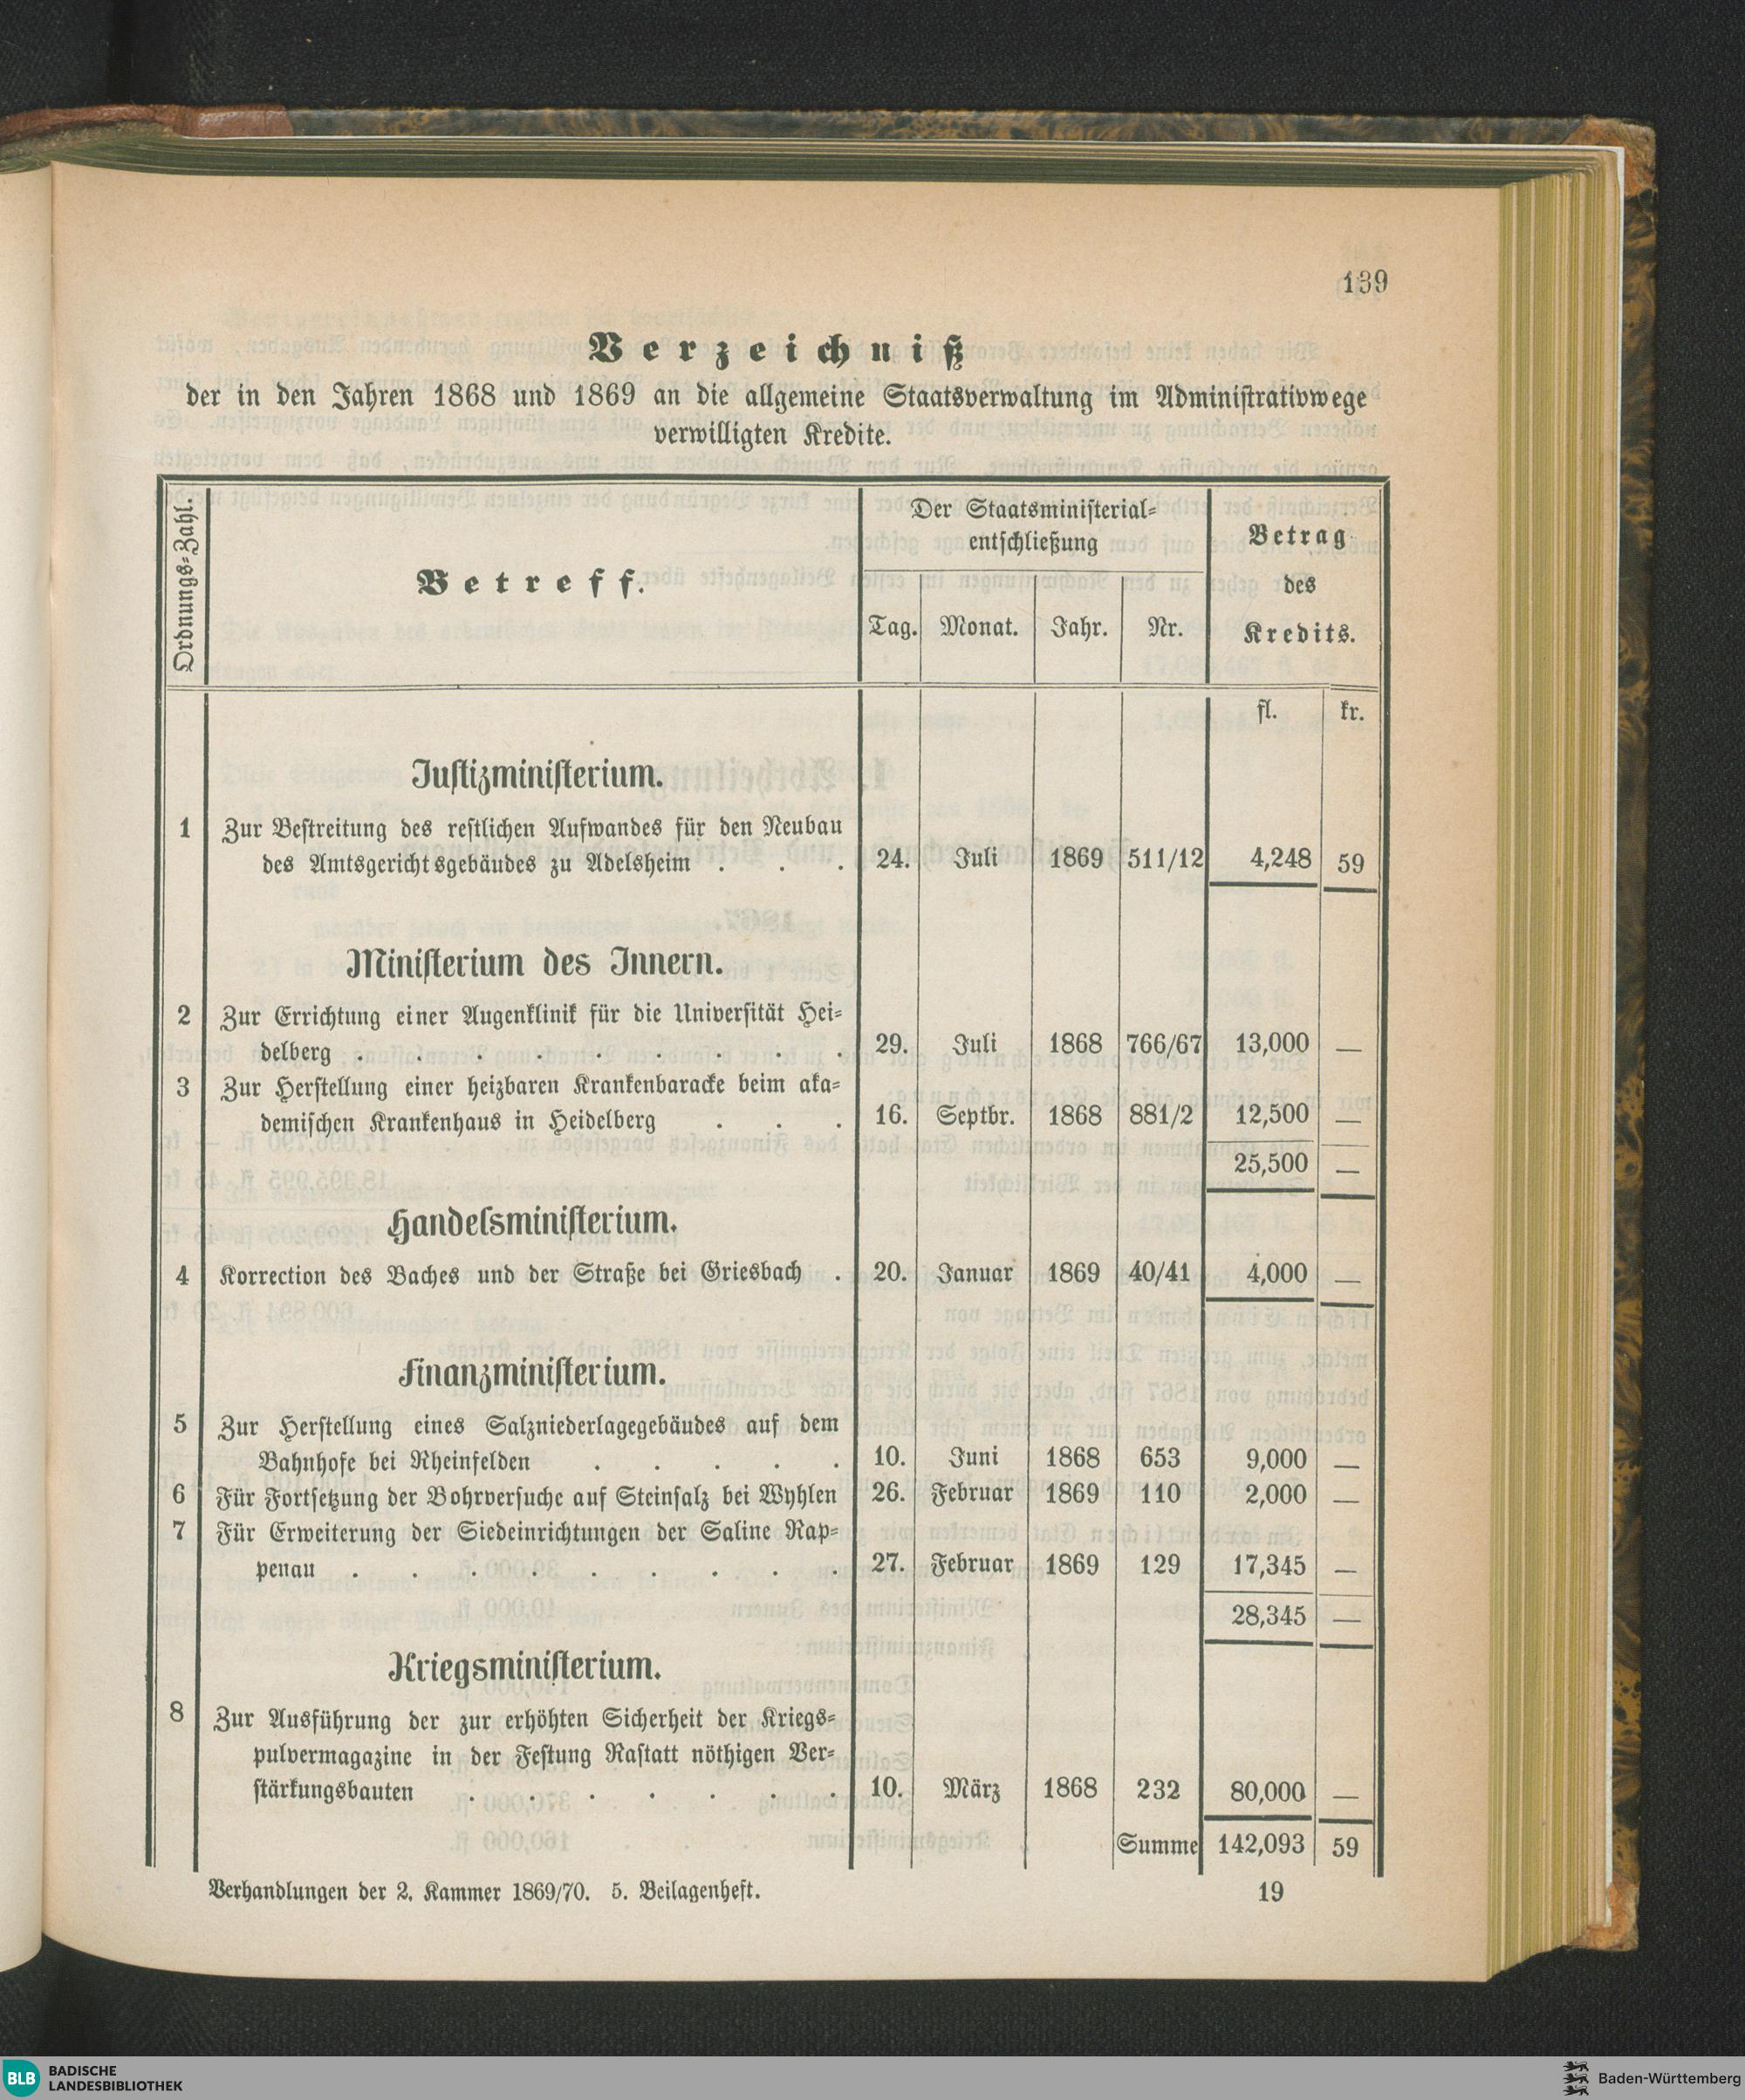 139
Verzeichniß
der in den Jahren 1868 und 1869 an die allgemeine Staatsverwaltung im Administrativwege
verwilligten Kredite.
Ordnungs-Zahl.
Betreff.
Der Staatsministerial-
entschließung
Tag. Monat. Jahr. Nr.
Betrag
des
Kredits.
fl. kr.
Justizministerium.
1 Zur Bestreitung des restlichen Aufwandes für den Neubau
des Amtsgerichtsgebäudes zu Adelsheim . . . 24. Juli 1869 511/12 4,248 59
Ministerium des Innern.
2 Zur Errichtung einer Augenklinik für die Universität Hei-
delberg . . . . . . . . . 29. Juli 1868 766/67 13,000 —
3 Zur Herstellung einer heizbaren Krankenbaracke beim aka-
demischen Krankenhaus in Heidelberg . . . 16. Septbr. 1868 881/2 12,500 —
25,500 —
Handelsministerium.
4 Korrection des Baches und der Straße bei Griesbach . 20. Januar 1869 40/41 4,000 —
Finanzministerium.
5 Zur Herstellung eines Salzniederlagegebäudes auf dem
Bahnhofe bei Rheinfelden . . . . . 10. Juni 1868 653 9,000 —
6 Für Fortsetzung der Bohrversuche auf Steinsalz bei Wyhlen 26. Februar 1869 110 2,000 —
7 Für Erweiterung der Siedeinrichtungen der Saline Rap-
penau . . . . . . . . . 27. Februar 1869 129 17,345 —
28,345 —
Kriegsministerium.
8 Zur Ausführung der zur erhöhten Sicherheit der Kriegs-
pulvermagazine in der Festung Rastatt nöthigen Ver-
stärkungsbauten . . . . . . . 10. März 1868 232 80,000 —
Summe 142,093 59
Verhandlungen der 2. Kammer 1869/70. 5. Beilagenheft. 19
BLB BADISCHE
LANDESBIBLIOTHEK
Baden-Württemberg